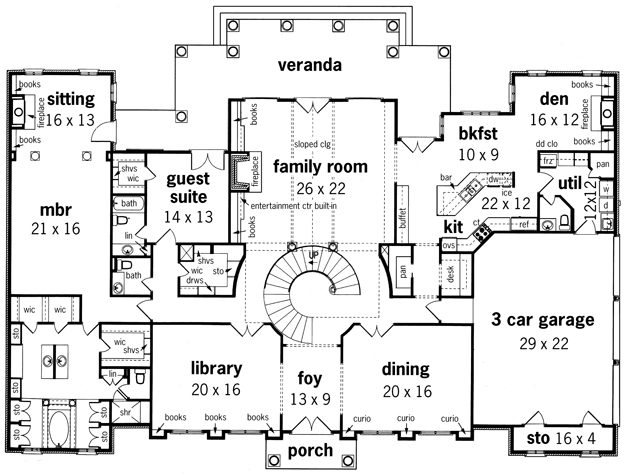 veranda
books
sitting
16 x 13
fireplace
books
den
16 x 12
fireplace
books
books
dd clo
bkfst
10 x 9
books
sloped clg
family room
26 x 22
fireplace
entertainment ctr built-in
books
shvs
wic
guest
suite
14 x 13
bath
lin
bath
mbr
21 x 16
frz
pan
util
12x12
w
d
bar
dw
ice
22 x 12
kit
ref
ck
ovs
buffet
shvs
wic
sto
drws
UP
pan
desk
wic
wic
sto
wic
shvs
lin
sto
sto
sto
shr
sto
library
20 x 16
books
books
books
foy
13 x 9
dining
20 x 16
curio
curio
curio
3 car garage
29 x 22
sto 16 x 4
porch